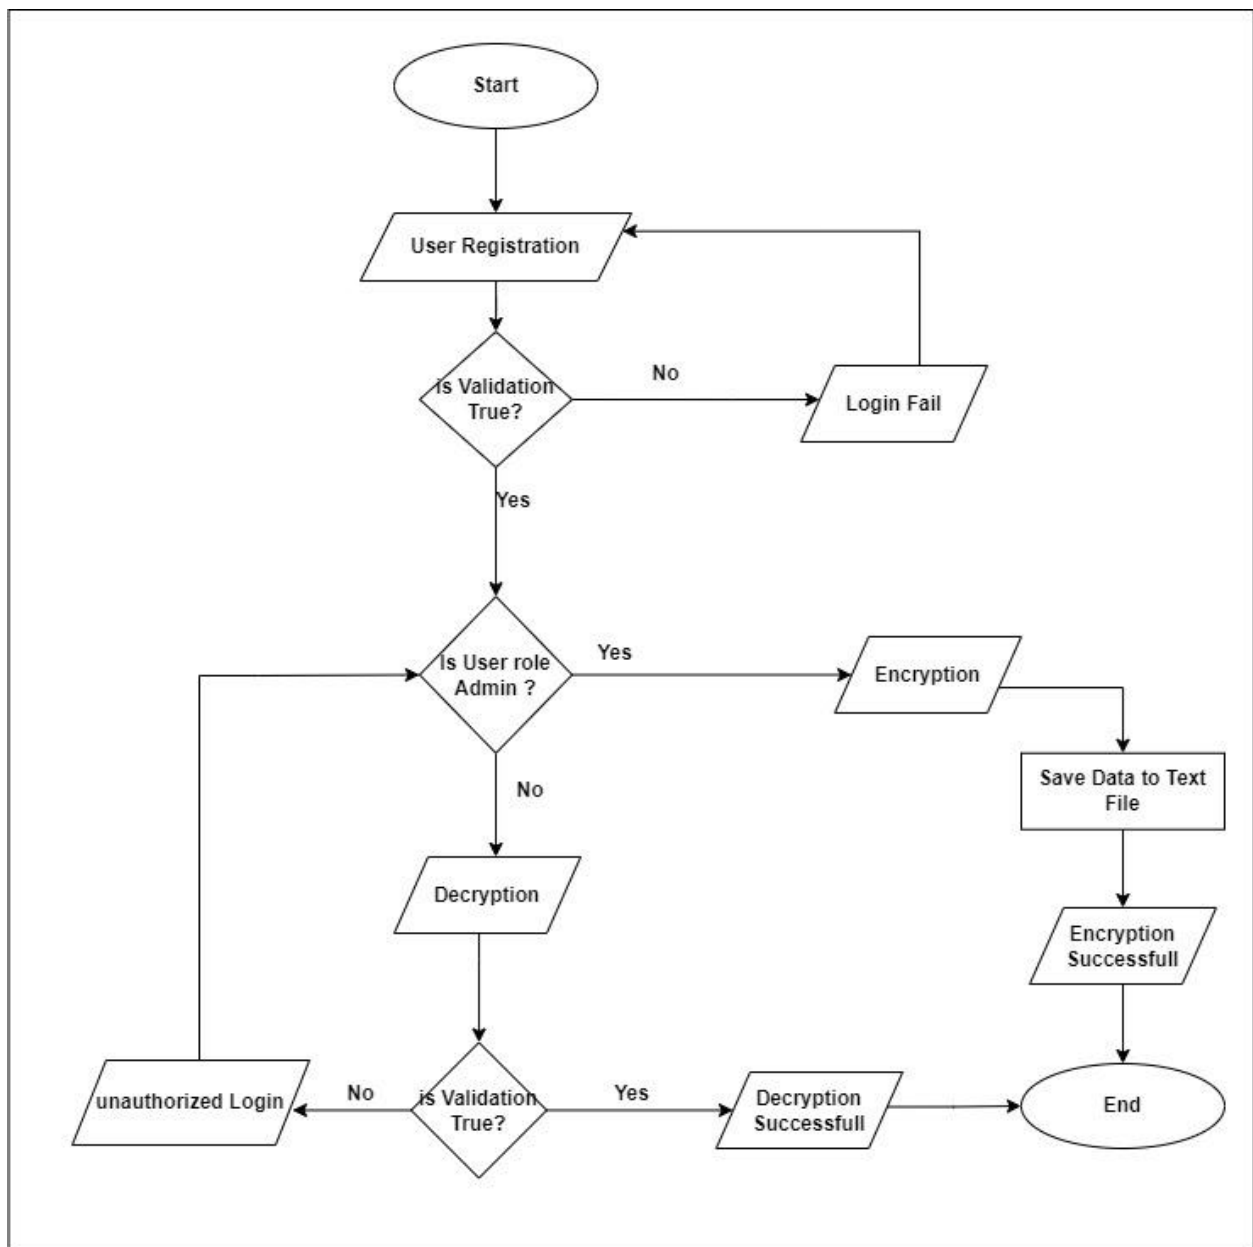 Start
User Registration
is Validation
True?
No
Login Fail
Yes
Is User role
Admin ?
Yes
Encryption
Save Data to Text
File
No
Decryption
Encryption
Successfull
unauthorized Login
No
is Validation
True?
Yes
Decryption
Successfull
End